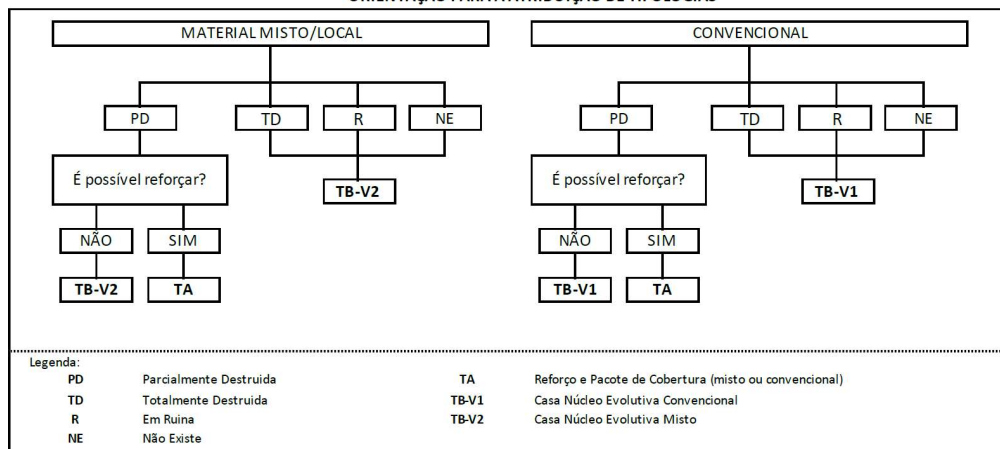 MATERIAL MISTO/LOCAL
CONVENCIONAL
PD
TD
R
NE
PD
TD
R
NE
É possível reforçar?
TB-V2
É possível reforçar?
TB-V1
NÃO
SIM
NÃO
SIM
TB-V2
TA
TB-V1
TA
Legenda:
PD Parcialmente Destruida TA Reforço e Pacote de Cobertura (misto ou convencional)
TD Totalmente Destruida TB-V1 Casa Núcleo Evolutiva Convencional
R Em Ruina TB-V2 Casa Núcleo Evolutiva Misto
NE Não Existe